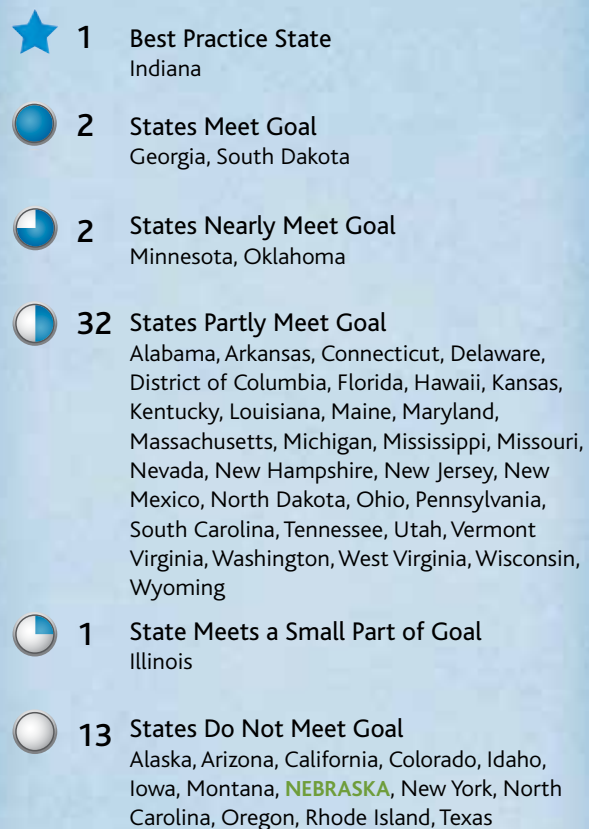 1 Best Practice State
Indiana
2 States Meet Goal
Georgia, South Dakota
2 States Nearly Meet Goal
Minnesota, Oklahoma
32 States Partly Meet Goal
Alabama, Arkansas, Connecticut, Delaware,
District of Columbia, Florida, Hawaii, Kansas,
Kentucky, Louisiana, Maine, Maryland,
Massachusetts, Michigan, Mississippi, Missouri,
Nevada, New Hampshire, New Jersey, New
Mexico, North Dakota, Ohio, Pennsylvania,
South Carolina, Tennessee, Utah, Vermont
Virginia, Washington, West Virginia, Wisconsin,
Wyoming
1 State Meets a Small Part of Goal
Illinois
13 States Do Not Meet Goal
Alaska, Arizona, California, Colorado, Idaho,
Iowa, Montana, NEBRASKA, New York, North
Carolina, Oregon, Rhode Island, Texas